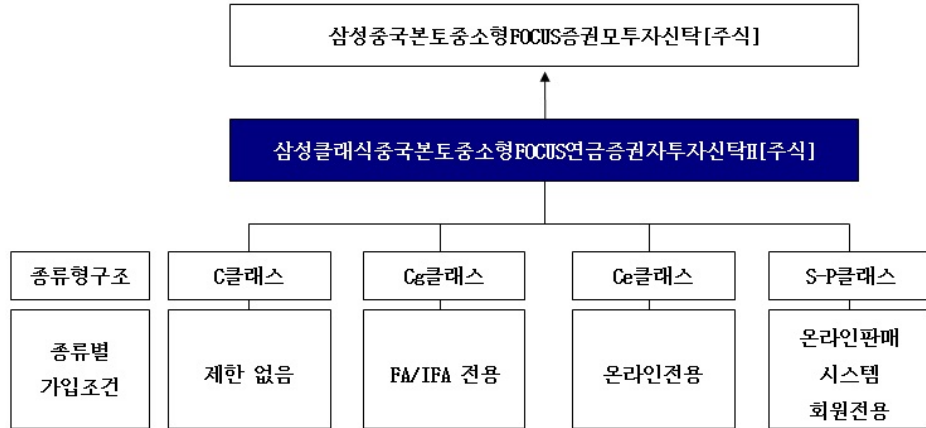 삼성중국본토중소형FOCUS증권모투자신탁[주식]
삼성클래식중국본토중소형FOCUS연금증권자투자신탁Ⅱ[주식]
종류형구조
C클래스
Cg클래스
Ce클래스
S-P클래스
종류별
가입조건
제한 없음
FA/IFA 전용
온라인전용
온라인판매
시스템
회원전용